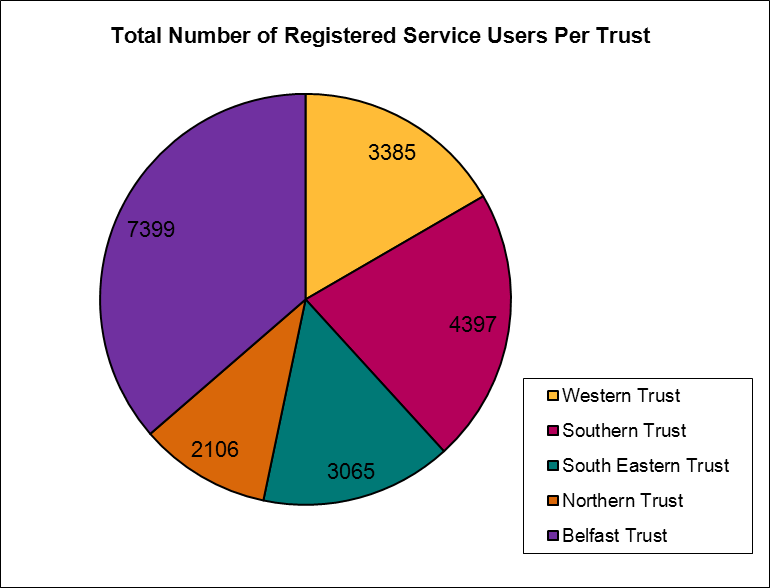 Total Number of Registered Service Users Per Trust
3385
7399
4397
2106
3065
Western Trust
Southern Trust
South Eastern Trust
Northern Trust
Belfast Trust